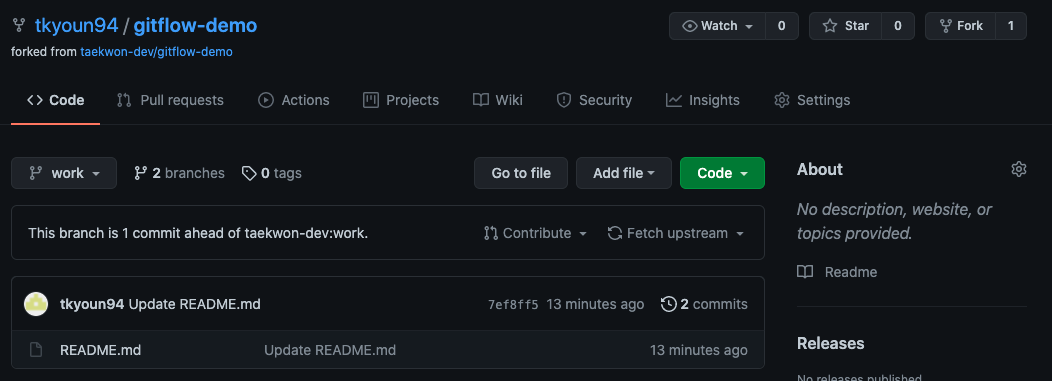 tkyoun94 / gitflow-demo
Watch 0 Star 0 Fork 1
forked from taekwon-dev/gitflow-demo
Code Pull requests Actions Projects Wiki Security Insights Settings
work 2 branches 0 tags Go to file Add file Code
This branch is 1 commit ahead of taekwon-dev:work. Contribute Fetch upstream
tkyoun94 Update README.md 7ef8ff5 13 minutes ago 2 commits
README.md Update README.md 13 minutes ago
About
No description, website, or
topics provided.
Readme
Releases
No releases published